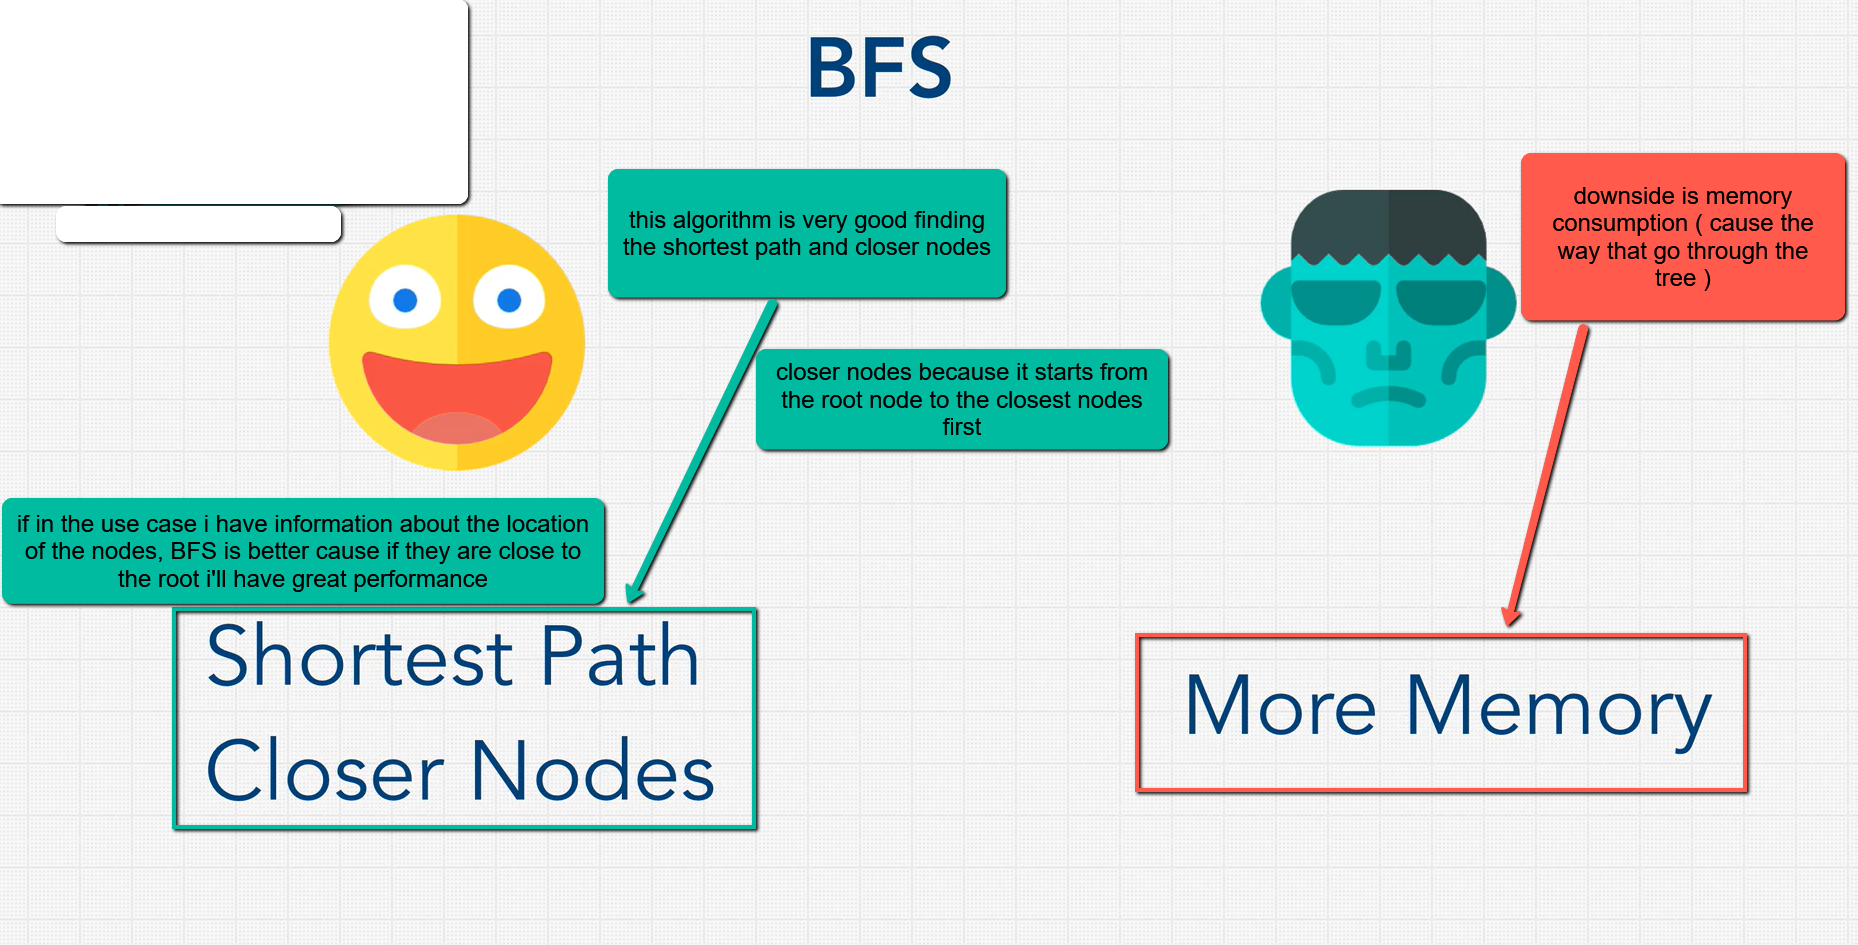 BFS
this algorithm is very good finding
the shortest path and closer nodes
closer nodes because it starts from
the root node to the closest nodes
first
downside is memory
consumption ( cause the
way that go through the
tree )
if in the use case i have information about the location
of the nodes, BFS is better cause if they are close to
the root i'll have great performance
Shortest Path
Closer Nodes
More Memory